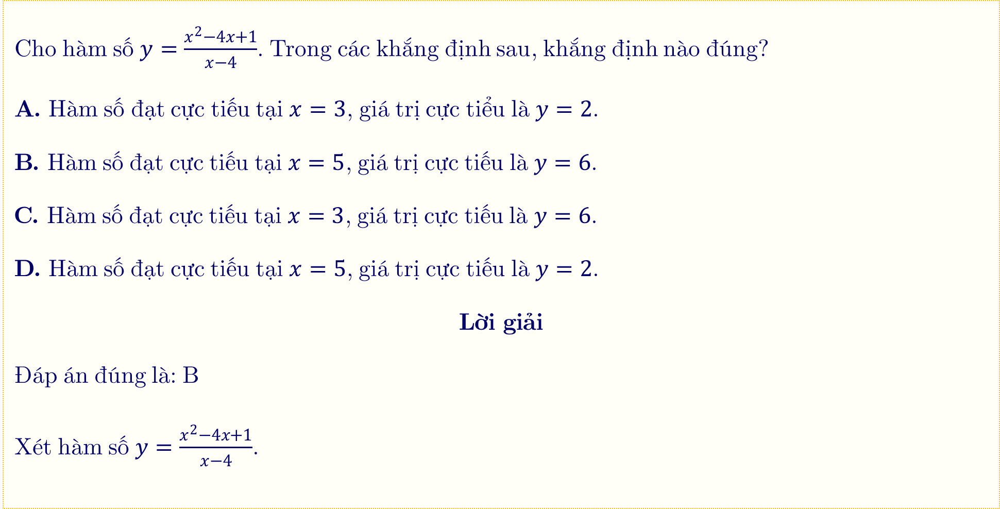 Cho hàm số y = \frac{x^2-4x+1}{x-4}. Trong các khẳng định sau, khẳng định nào đúng?
A. Hàm số đạt cực tiếu tại x = 3, giá trị cực tiểu là y = 2.
B. Hàm số đạt cực tiếu tại x = 5, giá trị cực tiếu là y = 6.
C. Hàm số đạt cực tiếu tại x = 3, giá trị cực tiếu là y = 6.
D. Hàm số đạt cực tiếu tại x = 5, giá trị cực tiếu là y = 2.
Lời giải
Đáp án đúng là: B
Xét hàm số y = \frac{x^2-4x+1}{x-4}.